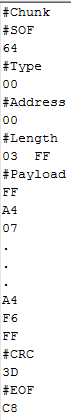 #Chunk
#SOF
64
#Type
00
#Address
00
#Length
03  FF
#Payload
FF
A4
07
.
.
.
A4
F6
FF
#CRC
3D
#EOF
C8